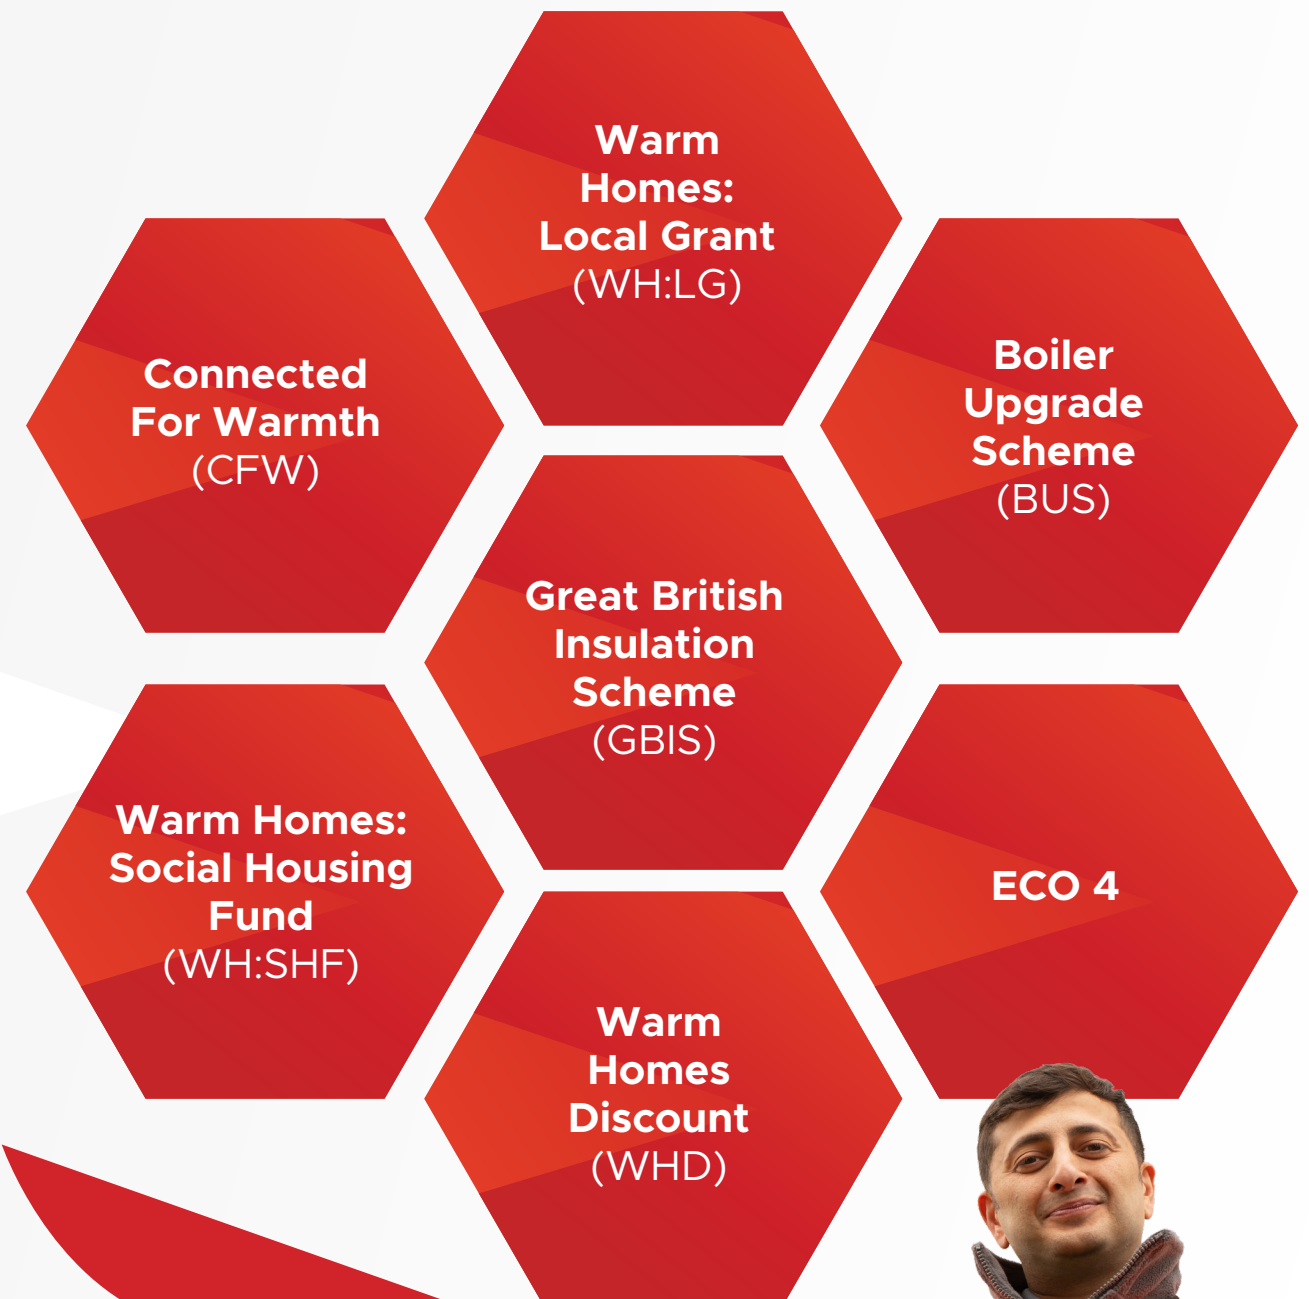 Warm
Homes:
Local Grant
(WH:LG)
Connected
For Warmth
(CFW)
Boiler
Upgrade
Scheme
(BUS)
Great British
Insulation
Scheme
(GBIS)
Warm Homes:
Social Housing
Fund
(WH:SHF)
ECO 4
Warm
Homes
Discount
(WHD)